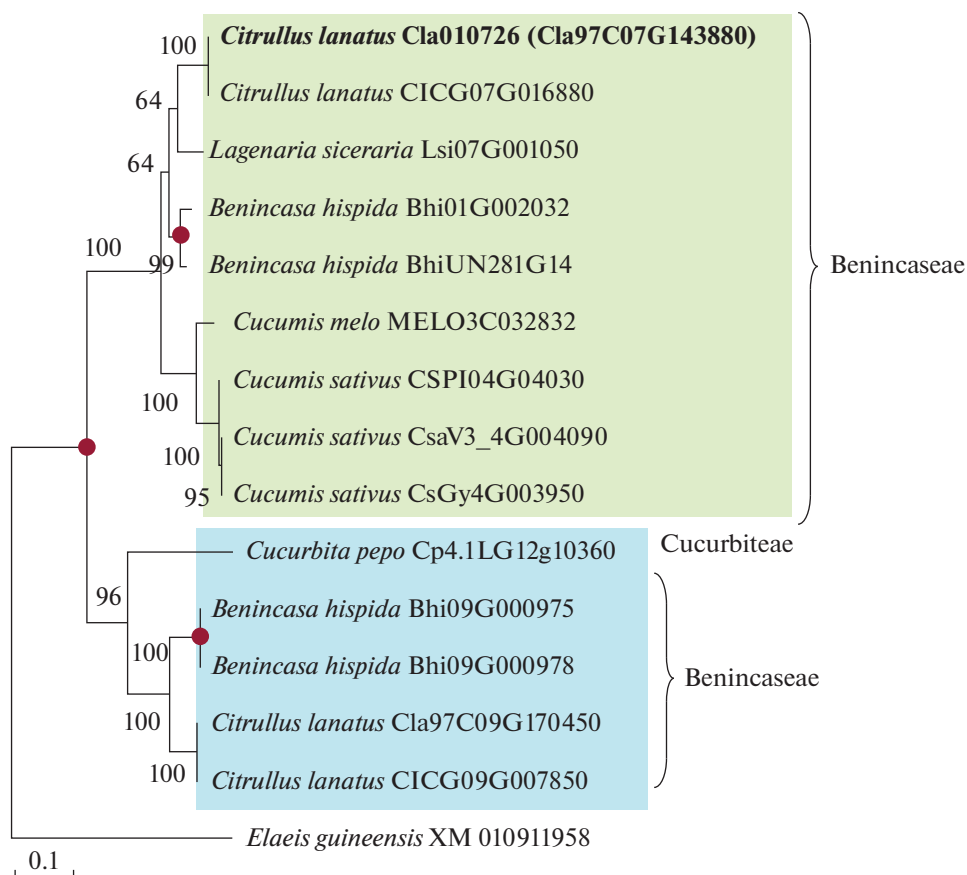 Citrullus lanatus Cla010726 (Cla97C07G143880)
100
Citrullus lanatus CICG07G016880
64
Lagenaria siceraria Lsi07G001050
64
Benincasa hispida Bhi01G002032
100
99
Benincasa hispida BhiUN281G14
Benincaseae
Cucumis melo MELO3C032832
Cucumis sativus CSPI04G04030
100
Cucumis sativus CsaV3_4G004090
100
95
Cucumis sativus CsGy4G003950
Cucurbita pepo Cp4.1LG12g10360
Cucurbiteae
96
Benincasa hispida Bhi09G000975
100
Benincasa hispida Bhi09G000978
Benincaseae
100
Citrullus lanatus Cla97C09G170450
100
Citrullus lanatus CICG09G007850
Elaeis guineensis XM 010911958
0.1